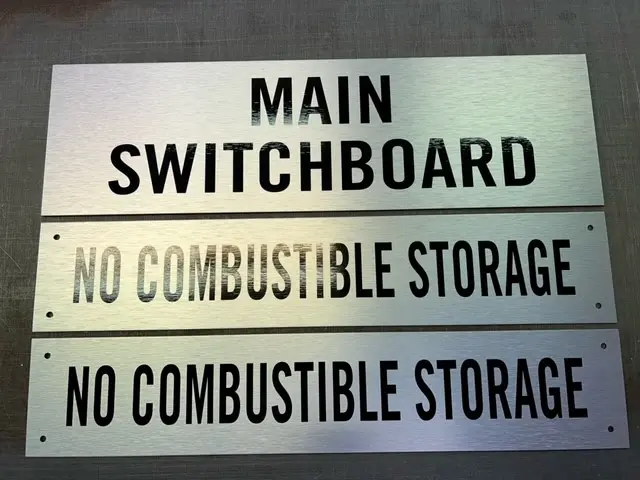 MAIN
SWITCHBOARD
NO COMBUSTIBLE STORAGE
NO COMBUSTIBLE STORAGE